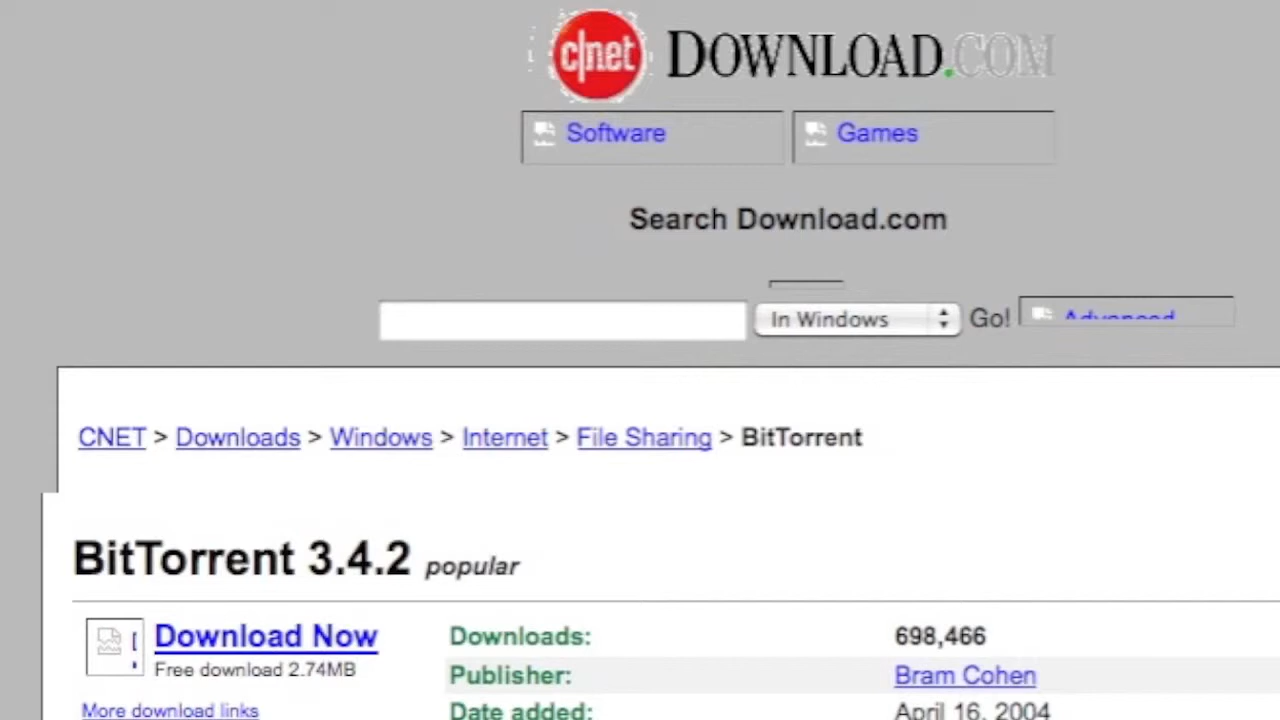 c|net DOWNLOAD.COM
Software Games
Search Download.com
In Windows Go! Advanced
CNET > Downloads > Windows > Internet > File Sharing > BitTorrent
BitTorrent 3.4.2 popular
Download Now Downloads: 698,466
Free download 2.74MB Publisher: Bram Cohen
More download links Date added: April 16, 2004